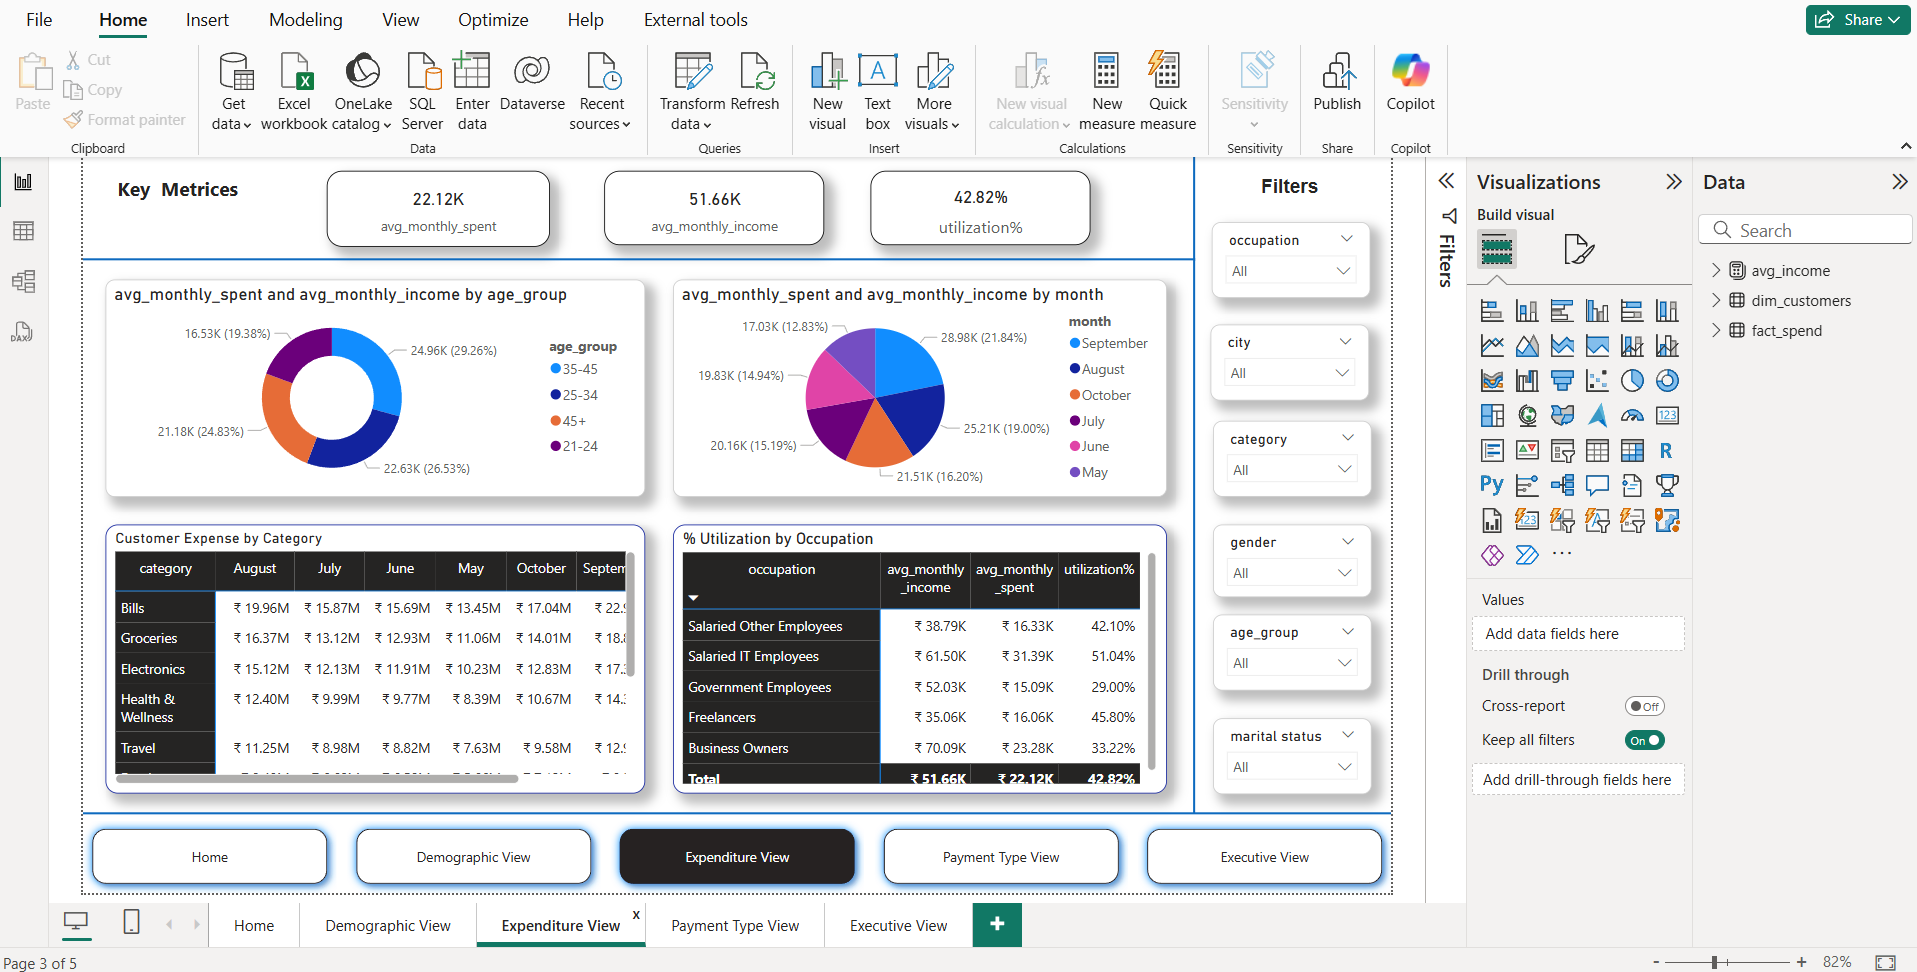 File Home Insert Modeling View Optimize Help External tools Share
Paste
Cut
Copy
Format painter
Clipboard
Get data
Excel workbook
OneLake catalog
SQL Server
Enter data
Dataverse
Recent sources
Data
Transform data
Refresh
Queries
New visual
Text box
More visuals
Insert
New visual calculation
New measure
Quick measure
Calculations
Sensitivity
Sensitivity
Publish
Share
Copilot
Copilot
Key Metrices
22.12K
avg_monthly_spent
51.66K
avg_monthly_income
42.82%
utilization%
avg_monthly_spent and avg_monthly_income by age_group
16.53K (19.38%)
24.96K (29.26%)
21.18K (24.83%)
22.63K (26.53%)
age_group
35-45
25-34
45+
21-24
avg_monthly_spent and avg_monthly_income by month
17.03K (12.83%)
28.98K (21.84%)
19.83K (14.94%)
25.21K (19.00%)
20.16K (15.19%)
21.51K (16.20%)
month
September
August
October
July
June
May
Customer Expense by Category
category August July June May October Septem
Bills ₹ 19.96M ₹ 15.87M ₹ 15.69M ₹ 13.45M ₹ 17.04M ₹ 22.
Groceries ₹ 16.37M ₹ 13.12M ₹ 12.93M ₹ 11.06M ₹ 14.01M ₹ 18.
Electronics ₹ 15.12M ₹ 12.13M ₹ 11.91M ₹ 10.23M ₹ 12.83M ₹ 17.
Health & Wellness ₹ 12.40M ₹ 9.99M ₹ 9.77M ₹ 8.39M ₹ 10.67M ₹ 14.
Travel ₹ 11.25M ₹ 8.98M ₹ 8.82M ₹ 7.63M ₹ 9.58M ₹ 12.
% Utilization by Occupation
occupation avg_monthly_income avg_monthly_spent utilization%
Salaried Other Employees ₹ 38.79K ₹ 16.33K 42.10%
Salaried IT Employees ₹ 61.50K ₹ 31.39K 51.04%
Government Employees ₹ 52.03K ₹ 15.09K 29.00%
Freelancers ₹ 35.06K ₹ 16.06K 45.80%
Business Owners ₹ 70.09K ₹ 23.28K 33.22%
Total ₹ 51.66K ₹ 22.12K 42.82%
Filters
occupation
All
city
All
category
All
gender
All
age_group
All
marital status
All
Home
Demographic View
Expenditure View
Payment Type View
Executive View
Filters
Visualizations
Build visual
123
R
Py
123
Values
Add data fields here
Drill through
Cross-report Off
Keep all filters On
Add drill-through fields here
Data
Search
avg_income
dim_customers
fact_spend
DAX
Home Demographic View Expenditure View x Payment Type View Executive View +
Page 3 of 5
- + 82%